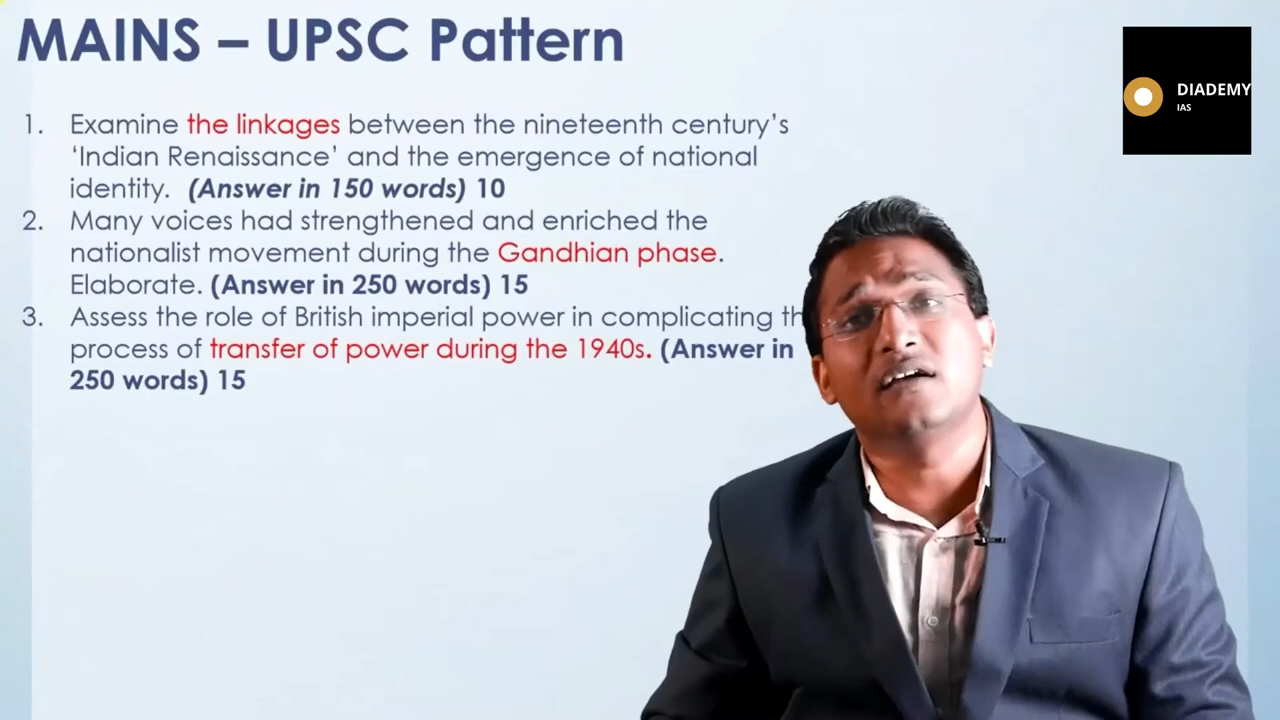 MAINS – UPSC Pattern
DIADEMY
IAS
1. Examine the linkages between the nineteenth century's
'Indian Renaissance' and the emergence of national
identity. (Answer in 150 words) 10
2. Many voices had strengthened and enriched the
nationalist movement during the Gandhian phase.
Elaborate. (Answer in 250 words) 15
3. Assess the role of British imperial power in complicating
process of transfer of power during the 1940s. (Answer in
250 words) 15